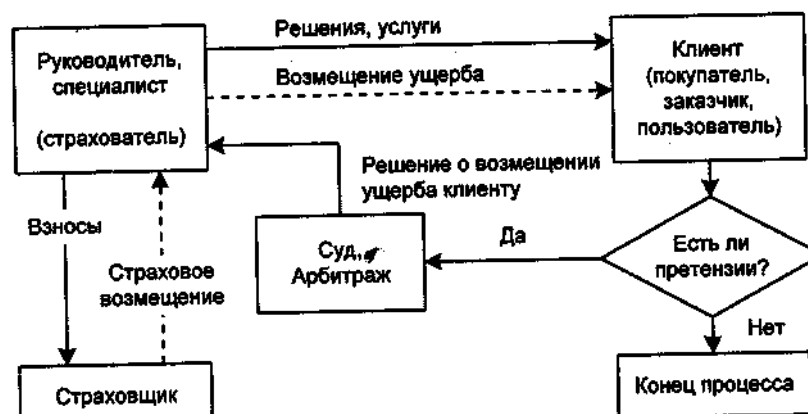 Руководитель,
специалист
(страхователь)
Решения, услуги
Возмещение ущерба
Клиент
(покупатель,
заказчик,
пользователь)
Решение о возмещении
ущерба клиенту
Взносы
Страховое
возмещение
Суд,
Арбитраж
Да
Есть ли
претензии?
Нет
Страховщик
Конец процесса